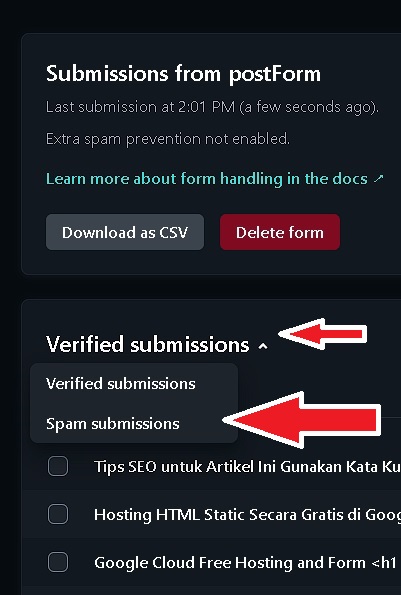 Submissions from postForm
Last submission at 2:01 PM (a few seconds ago).
Extra spam prevention not enabled.
Learn more about form handling in the docs ↗
Download as CSV
Delete form
Verified submissions
Verified submissions
Spam submissions
Tips SEO untuk Artikel Ini Gunakan Kata Ku
Hosting HTML Static Secara Gratis di Goog
Google Cloud Free Hosting and Form <h1